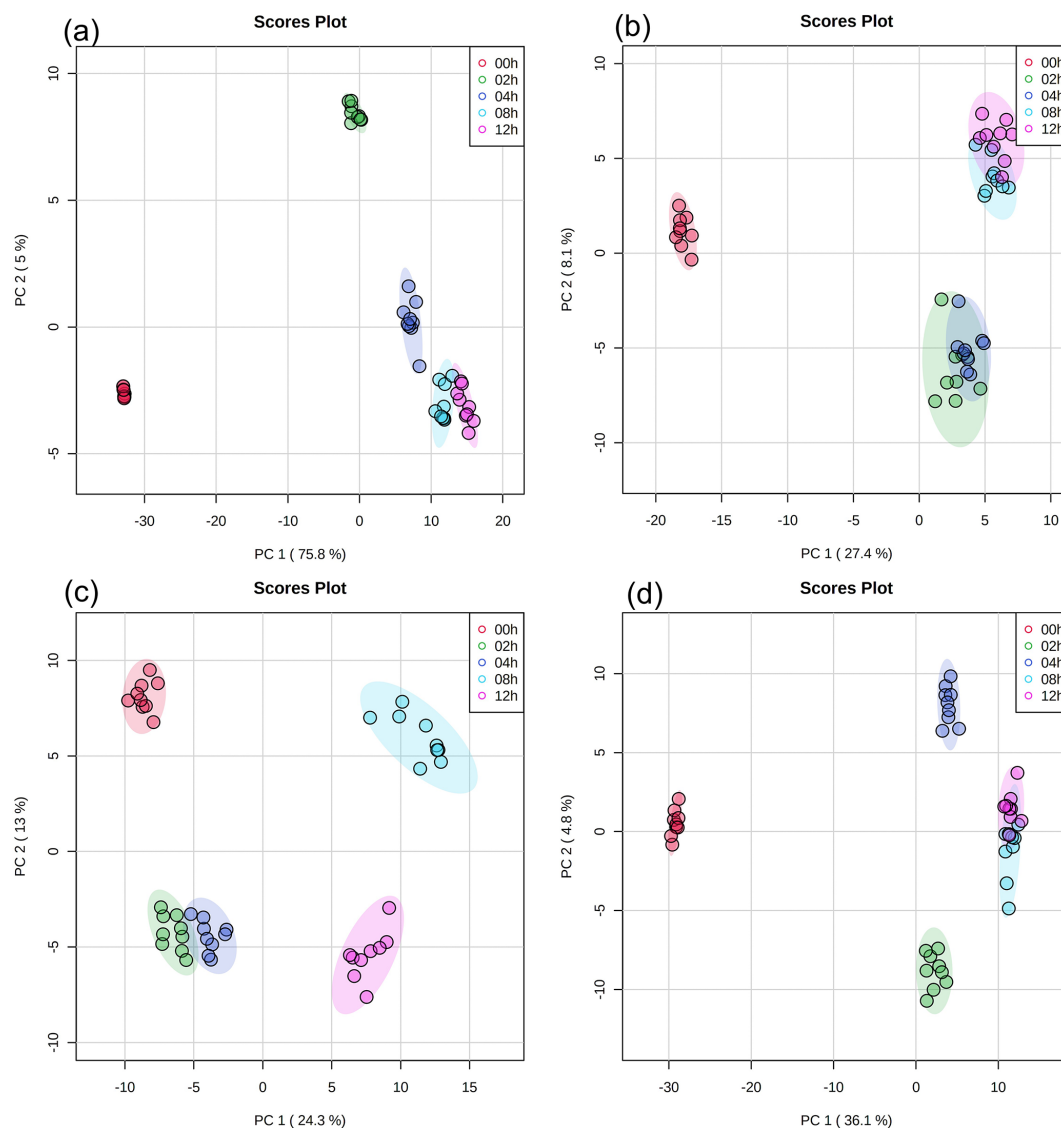 (a)
Scores Plot
00h
02h
04h
08h
12h
10
5
0
-5
PC 2 ( 5 %)
-30
-20
-10
0
10
20
PC 1 ( 75.8 %)
(b)
Scores Plot
00h
02h
04h
08h
12h
10
5
0
-5
-10
PC 2 ( 8.1 %)
-20
-15
-10
-5
0
5
10
PC 1 ( 27.4 %)
(c)
Scores Plot
00h
02h
04h
08h
12h
10
5
0
-5
-10
PC 2 ( 13 %)
-10
-5
0
5
10
15
PC 1 ( 24.3 %)
(d)
Scores Plot
00h
02h
04h
08h
12h
10
5
0
-5
-10
PC 2 ( 4.8 %)
-30
-20
-10
0
10
PC 1 ( 36.1 %)